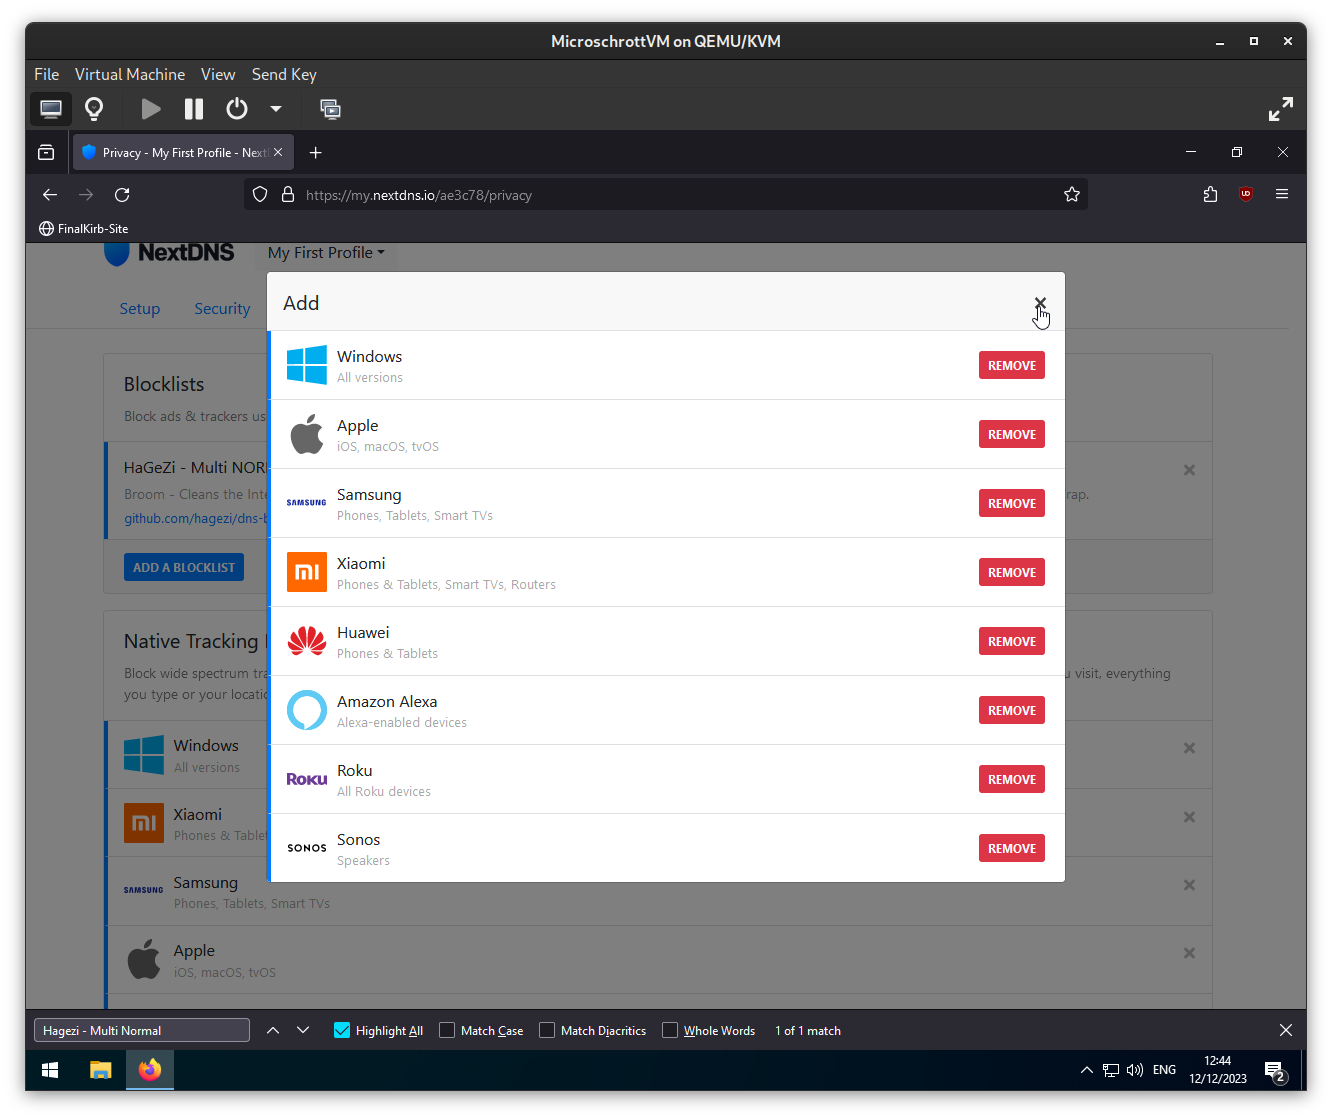 MicroschrottVM on QEMU/KVM
File Virtual Machine View Send Key
Privacy - My First Profile - Next
https://my.nextdns.io/ae3c78/privacy
FinalKirb-Site
NextDNS My First Profile
Add
Setup Security
Windows
All versions
REMOVE
Apple
iOS, macOS, tvOS
REMOVE
Samsung
Phones, Tablets, Smart TVs
REMOVE
Xiaomi
Phones & Tablets, Smart TVs, Routers
REMOVE
Huawei
Phones & Tablets
REMOVE
Amazon Alexa
Alexa-enabled devices
REMOVE
Roku
All Roku devices
REMOVE
SONOS
Sonos
Speakers
REMOVE
Blocklists
Block ads & trackers us
HaGeZi - Multi NOR
Broom - Cleans the Inte rap.
github.com/hagezi/dns-b
ADD A BLOCKLIST
Native Tracking
Block wide spectrum tra u visit, everything
you type or your locatio
Windows
All versions
Xiaomi
Phones & Tablet
SAMSUNG
Samsung
Phones, Tablets, Smart TVs
Apple
iOS, macOS, tvOS
Hagezi - Multi Normal Highlight All Match Case Match Diacritics Whole Words 1 of 1 match
ENG 12:44
12/12/2023 2